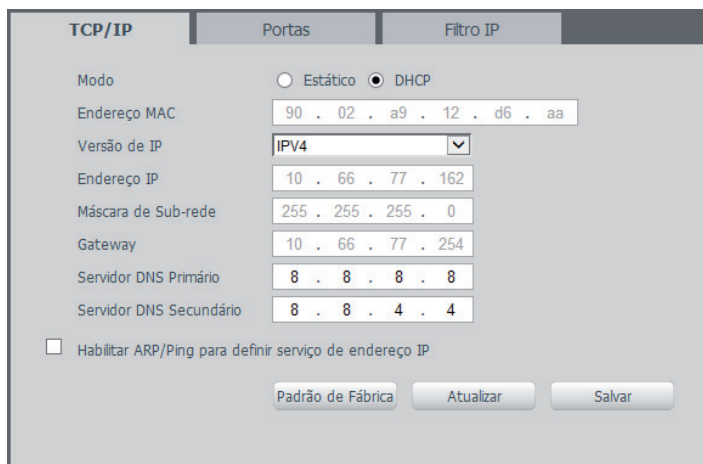 TCP/IP Portas Filtro IP
Modo Estático DHCP
Endereço MAC 90 . 02 . a9 . 12 . d6 . aa
Versão de IP IPV4
Endereço IP 10 . 66 . 77 . 162
Máscara de Sub-rede 255 . 255 . 255 . 0
Gateway 10 . 66 . 77 . 254
Servidor DNS Primário 8 . 8 . 8 . 8
Servidor DNS Secundário 8 . 8 . 4 . 4
Habilitar ARP/Ping para definir serviço de endereço IP
Padrão de Fábrica Atualizar Salvar